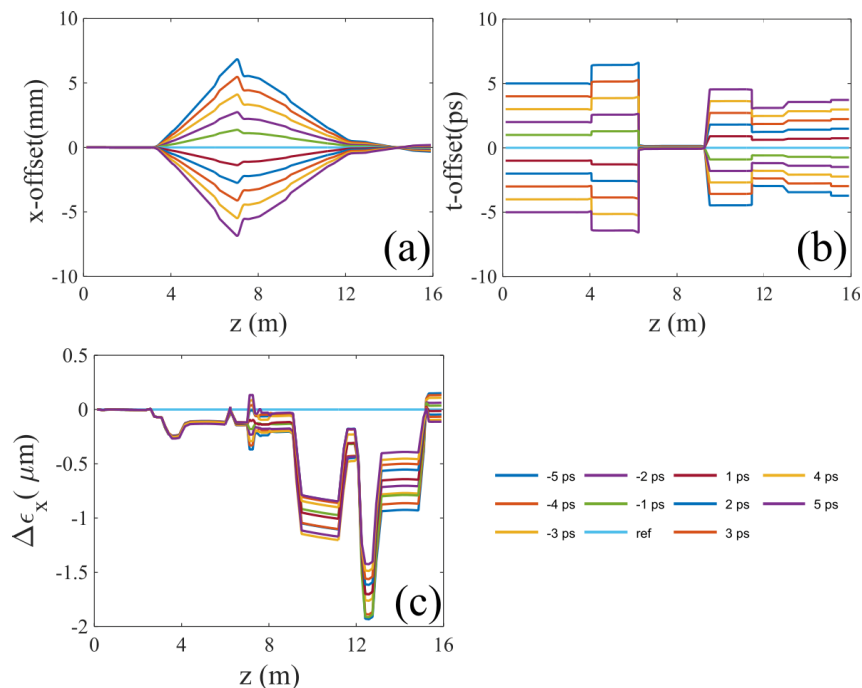 10
5
0
-5
-10
x-offset(mm)
0 4 8 12 16
z (m)
(a)
10
5
0
-5
-10
t-offset(ps)
0 4 8 12 16
z (m)
(b)
0.5
0
-0.5
-1
-1.5
-2
Δϵx( μm)
0 4 8 12 16
z (m)
(c)
-5 ps -2 ps 1 ps 4 ps
-4 ps -1 ps 2 ps 5 ps
-3 ps ref 3 ps